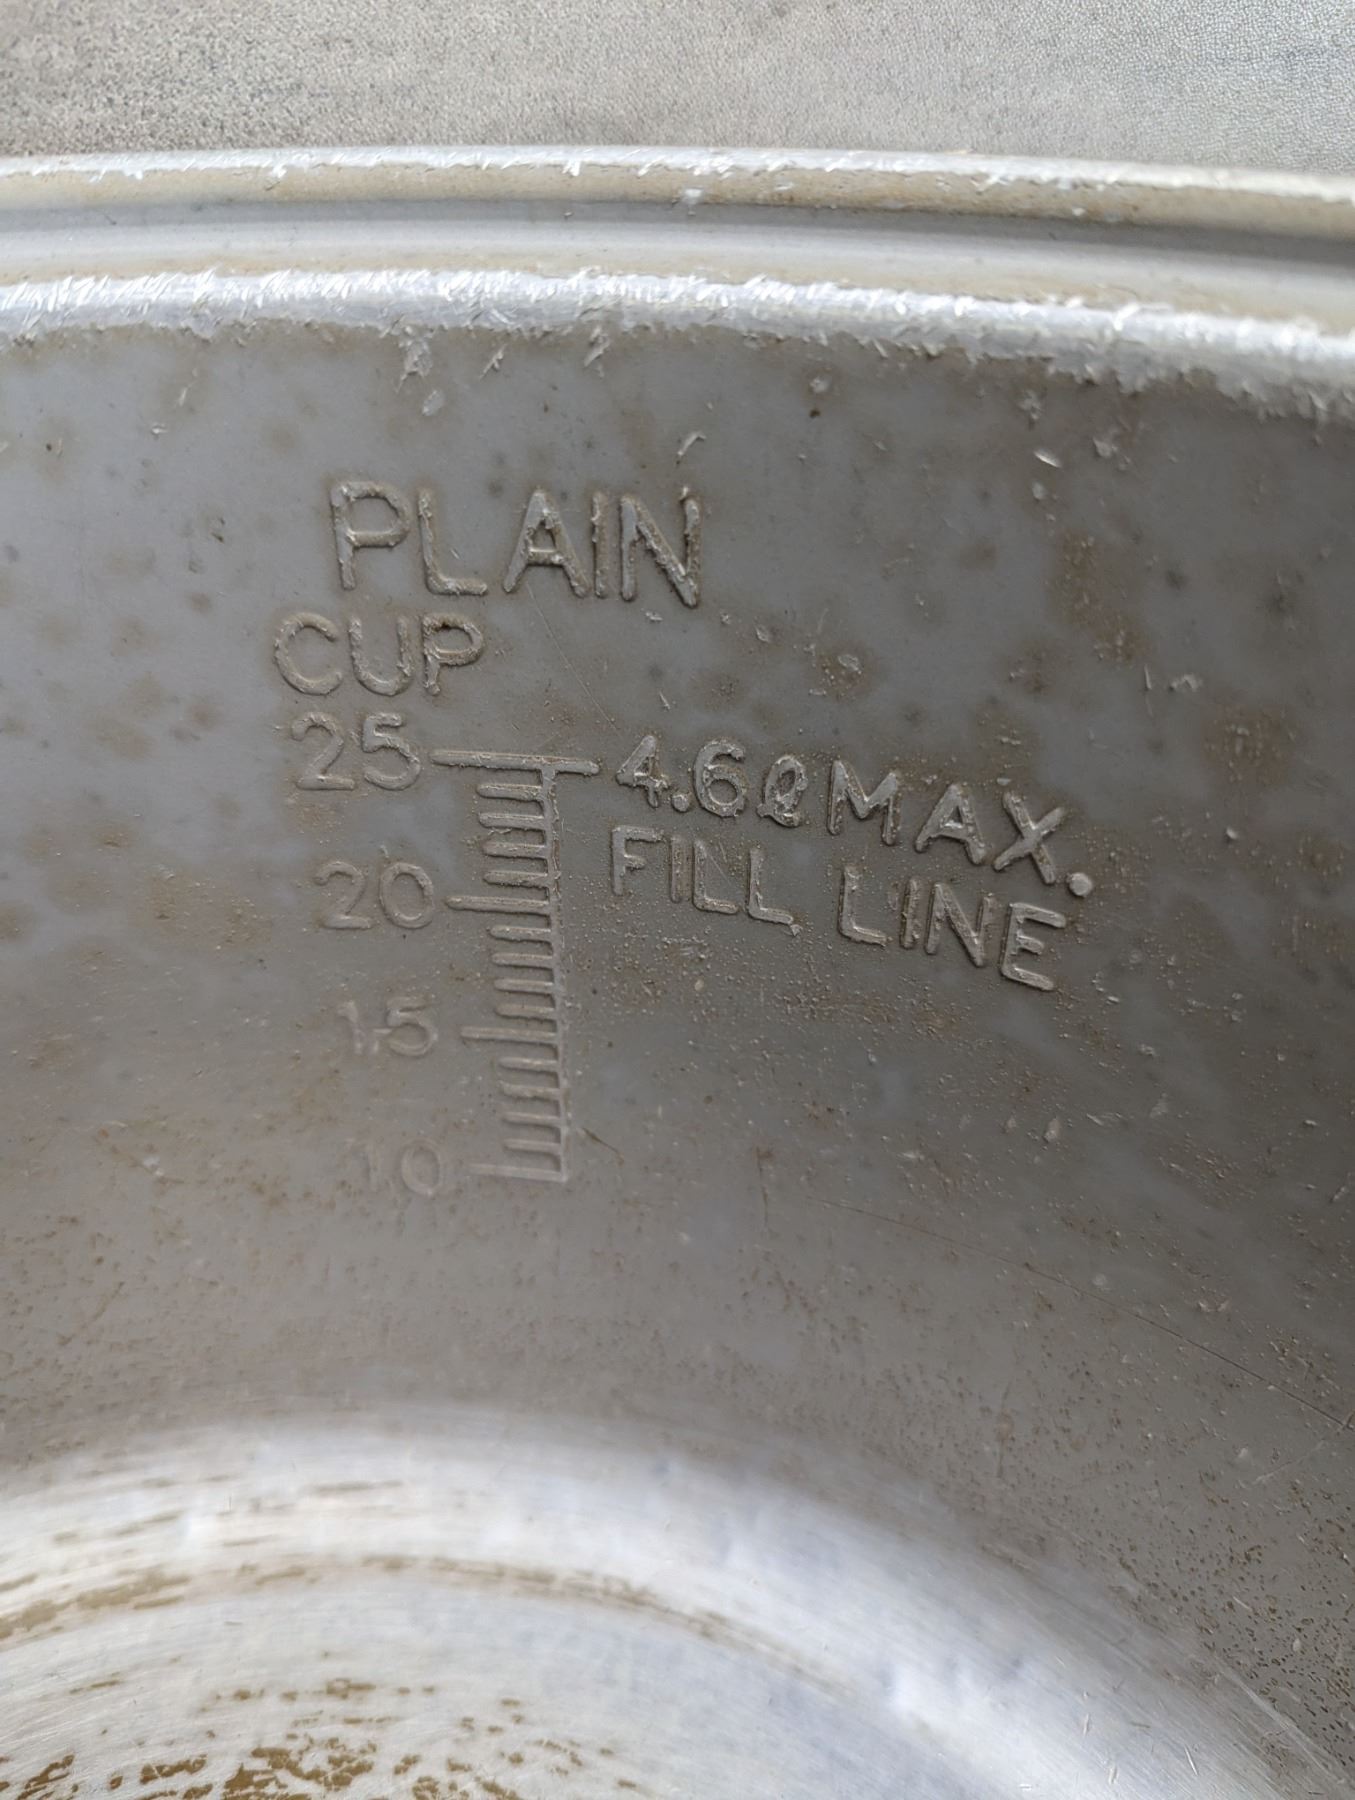 PLAIN
CUP
25
4.6ℓ MAX.
FILL LINE
20
15
10